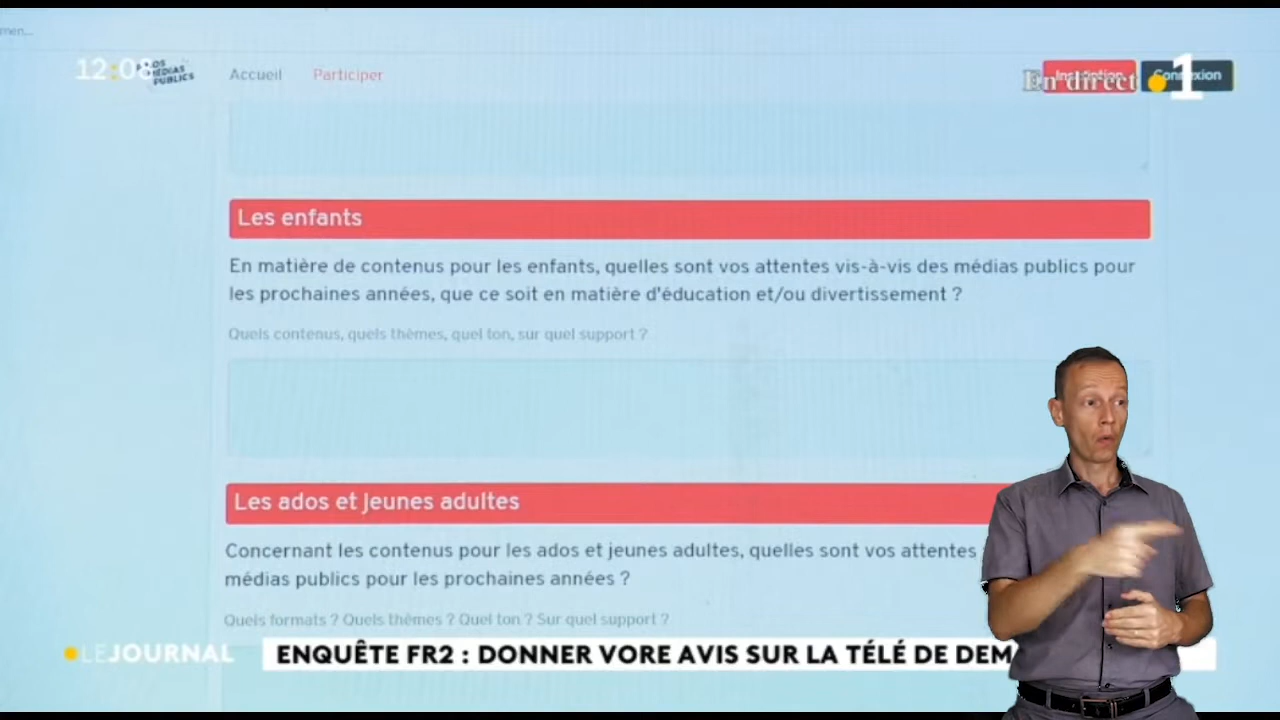 men...
12:08
NOS MÉDIAS PUBLICS
Accueil
Participer
Inscription
Connexion
En direct
1
Les enfants
En matière de contenus pour les enfants, quelles sont vos attentes vis-à-vis des médias publics pour
les prochaines années, que ce soit en matière d'éducation et/ou divertissement ?
Quels contenus, quels thèmes, quel ton, sur quel support ?
Les ados et jeunes adultes
Concernant les contenus pour les ados et jeunes adultes, quelles sont vos attentes
médias publics pour les prochaines années ?
Quels formats ? Quels thèmes ? Quel ton ? Sur quel support ?
LEJOURNAL
ENQUÊTE FR2 : DONNER VORE AVIS SUR LA TÉLÉ DE DEM